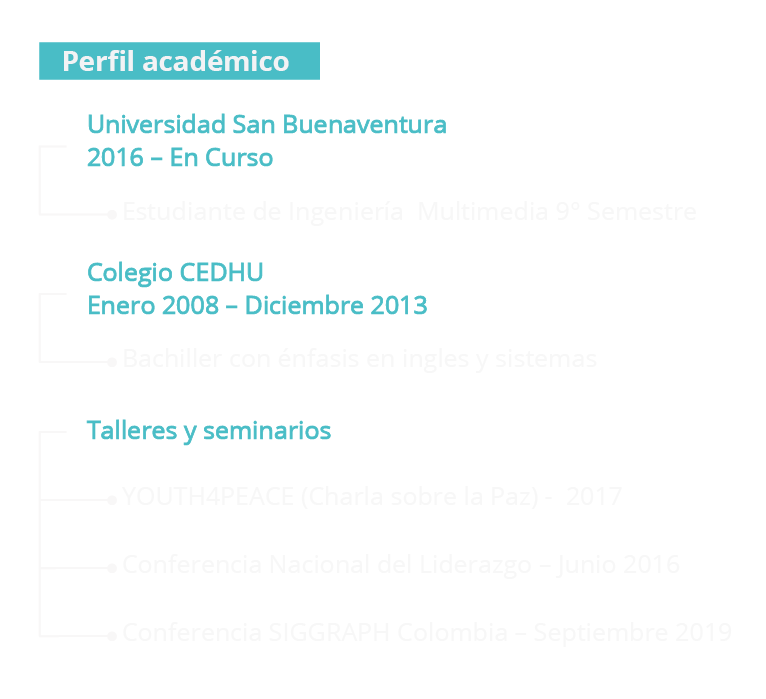 Perfil académico
Universidad San Buenaventura
2016 – En Curso
Estudiante de Ingeniería Multimedia 9° Semestre
Colegio CEDHU
Enero 2008 – Diciembre 2013
Bachiller con énfasis en ingles y sistemas
Talleres y seminarios
YOUTH4PEACE (Charla sobre la Paz) - 2017
Conferencia Nacional del Liderazgo – Junio 2016
Conferencia SIGGRAPH Colombia – Septiembre 2019